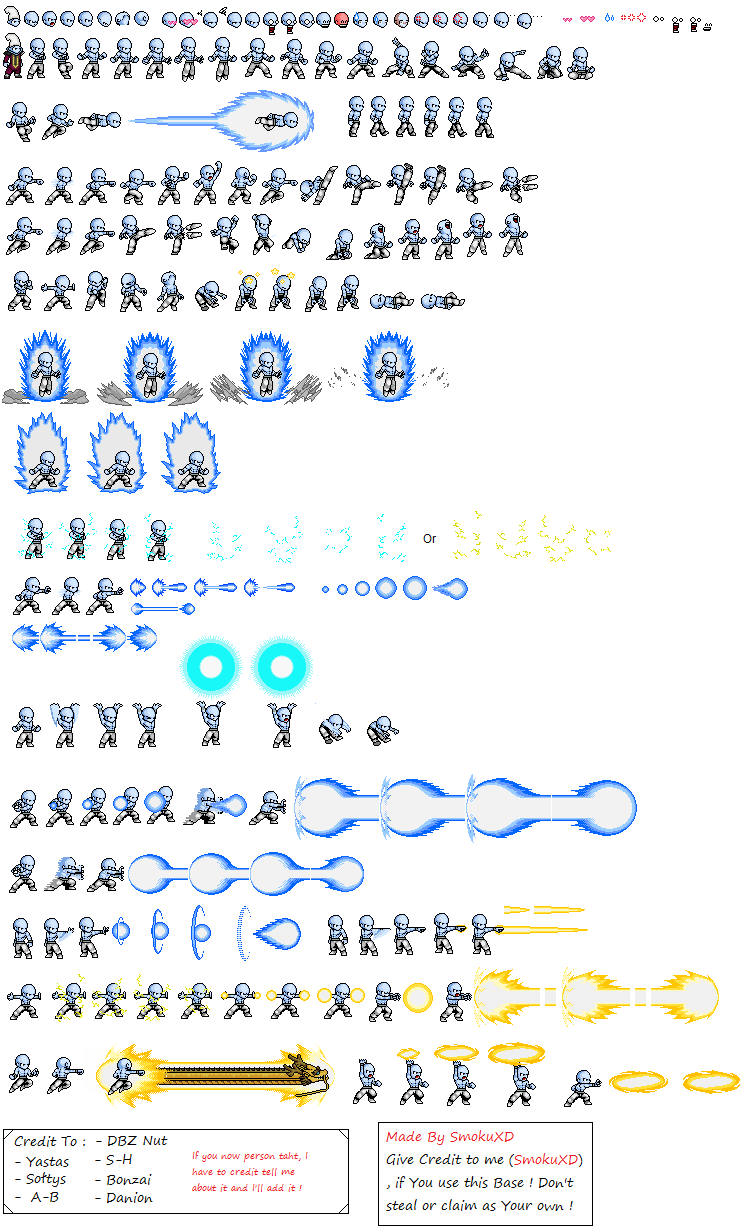 Or
Credit To :
- DBZ Nut
- Yastas
- S-H
- Softys
- Bonzai
- A-B
- Danion
If you now person taht, I
have to credit tell me
about it and I'll add it !
Made By SmokuXD
Give Credit to me (SmokuXD)
, if You use this Base ! Don't
steal or claim as Your own !